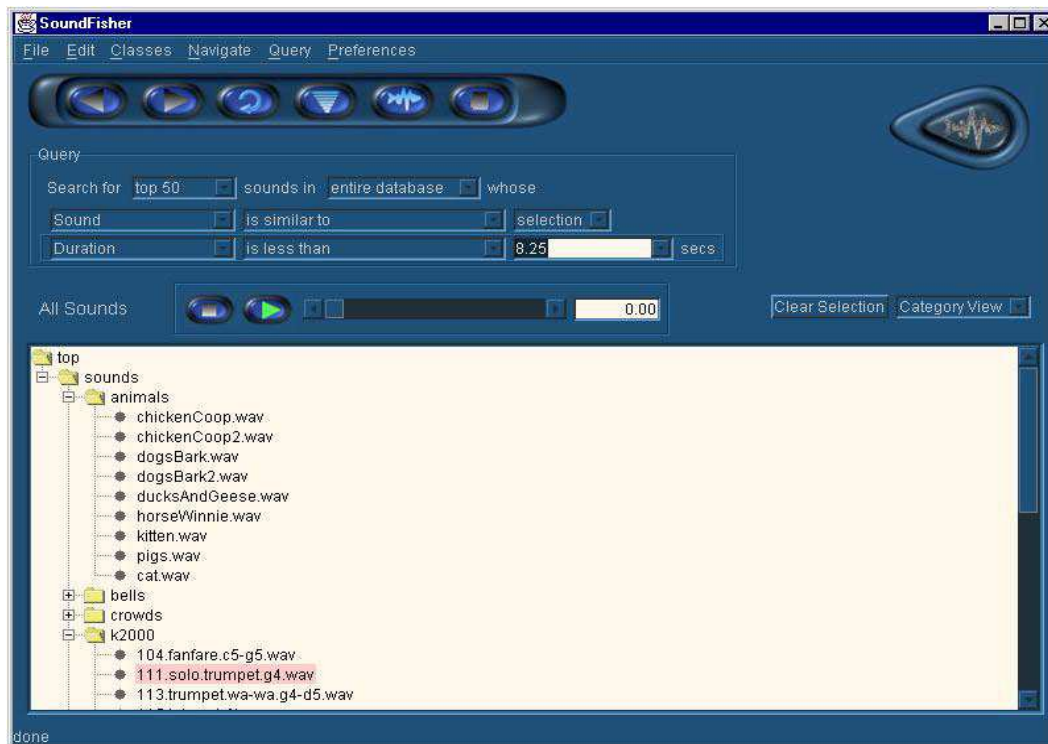 SoundFisher
File Edit Classes Navigate Query Preferences
Query
Search for top 50 sounds in entire database whose
Sound is similar to selection
Duration is less than 8.25 secs
All Sounds 0.00 Clear Selection Category View
top
sounds
animals
chickenCoop.wav
chickenCoop2.wav
dogsBark.wav
dogsBark2.wav
ducksAndGeese.wav
horseWinnie.wav
kitten.wav
pigs.wav
cat.wav
bells
crowds
k2000
104.fanfare.c5-g5.wav
111.solo.trumpet.g4.wav
113.trumpet.wa-wa.g4-d5.wav
done